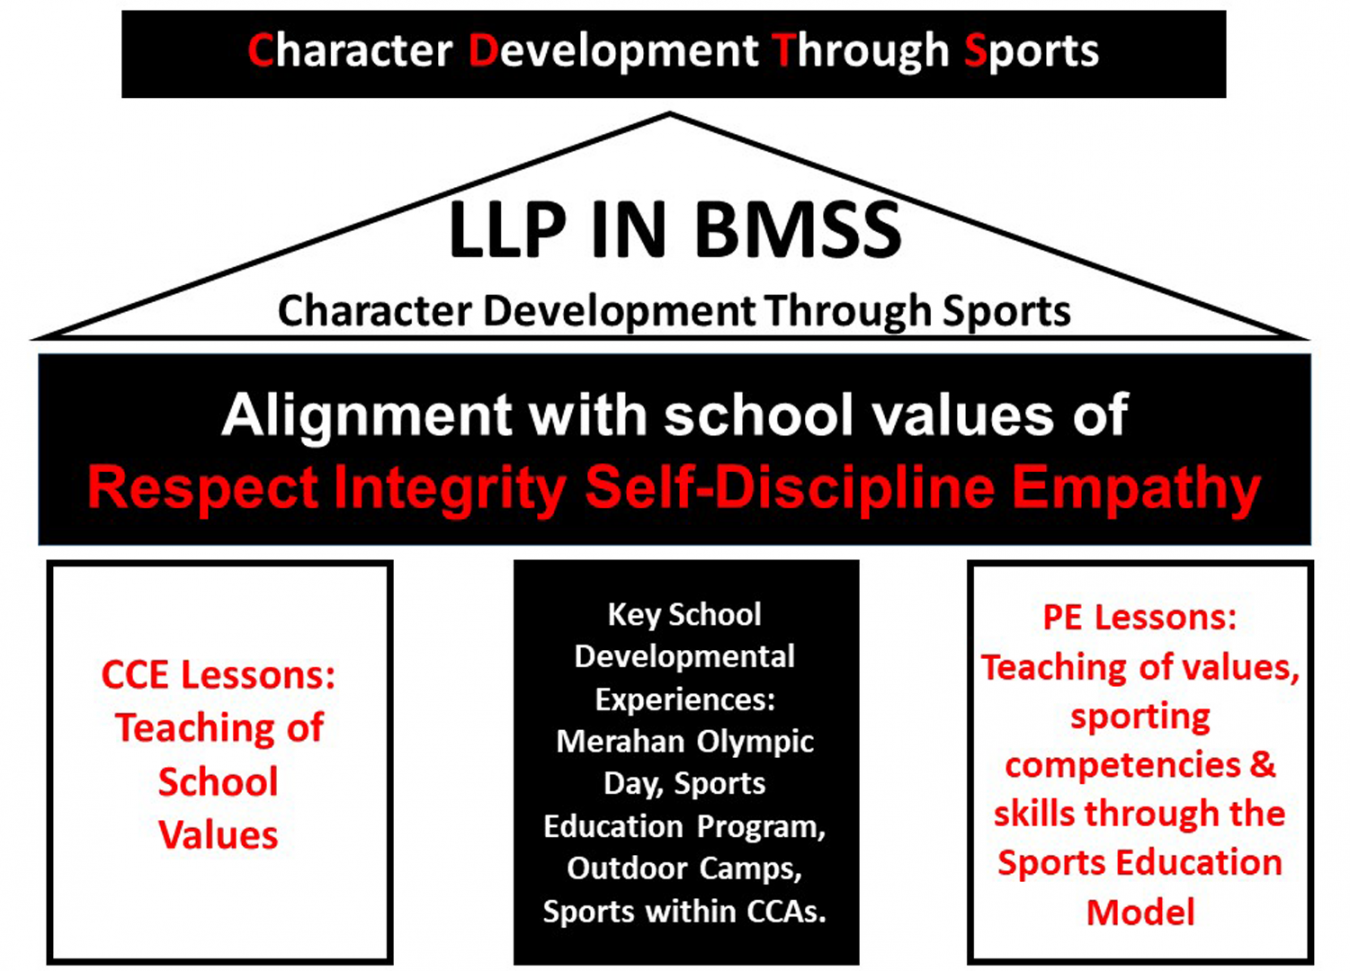 Character Development Through Sports
LLP IN BMSS
Character Development Through Sports
Alignment with school values of
Respect Integrity Self-Discipline Empathy
CCE Lessons:
Teaching of
School
Values
Key School
Developmental
Experiences:
Merahan Olympic
Day, Sports
Education Program,
Outdoor Camps,
Sports within CCAs.
PE Lessons:
Teaching of values,
sporting
competencies &
skills through the
Sports Education
Model